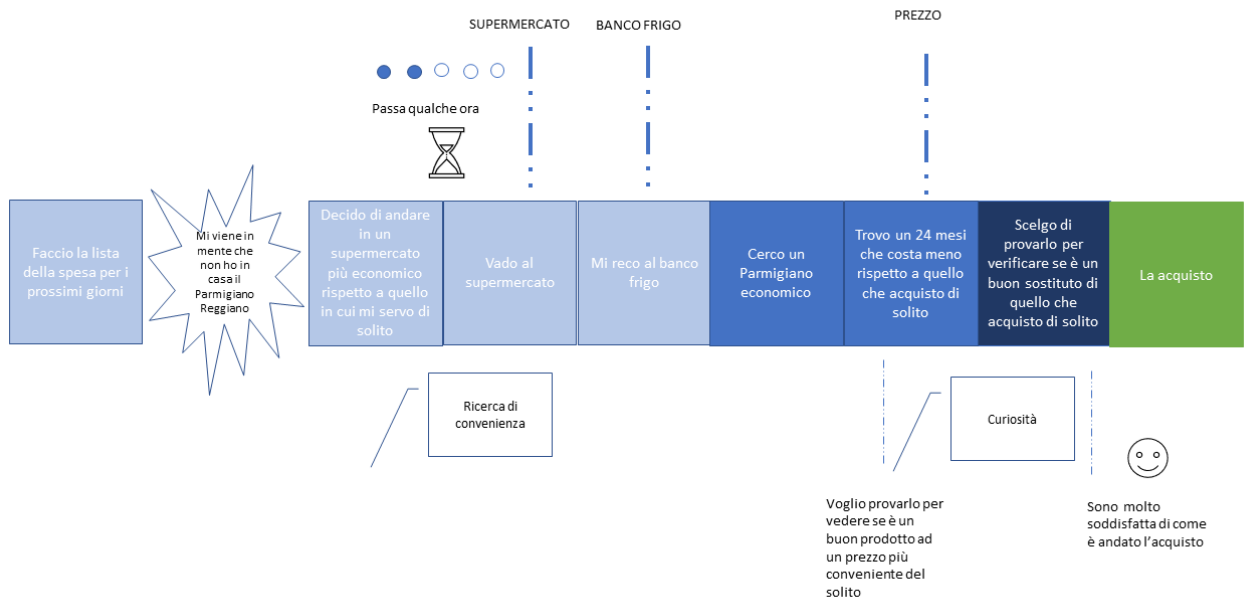 SUPERMERCATO
BANCO FRIGO
PREZZO
Passa qualche ora
Faccio la lista
della spesa per i
prossimi giorni
Mi viene in
mente che
non ho in
casa il
Parmigiano
Reggiano
Decido di andare
in un
supermercato
più economico
rispetto a quello
in cui mi servo di
solito
Vado al
supermercato
Mi reco al banco
frigo
Cerco un
Parmigiano
economico
Trovo un 24 mesi
che costa meno
rispetto a quello
che acquisto di
solito
Scelgo di
provarlo per
verificare se è un
buon sostituto di
quello che
acquisto di solito
La acquisto
Ricerca di
convenienza
Curiosità
Voglio provarlo per
vedere se è un
buon prodotto ad
un prezzo più
conveniente del
solito
Sono molto
soddisfatta di come
è andato l'acquisto